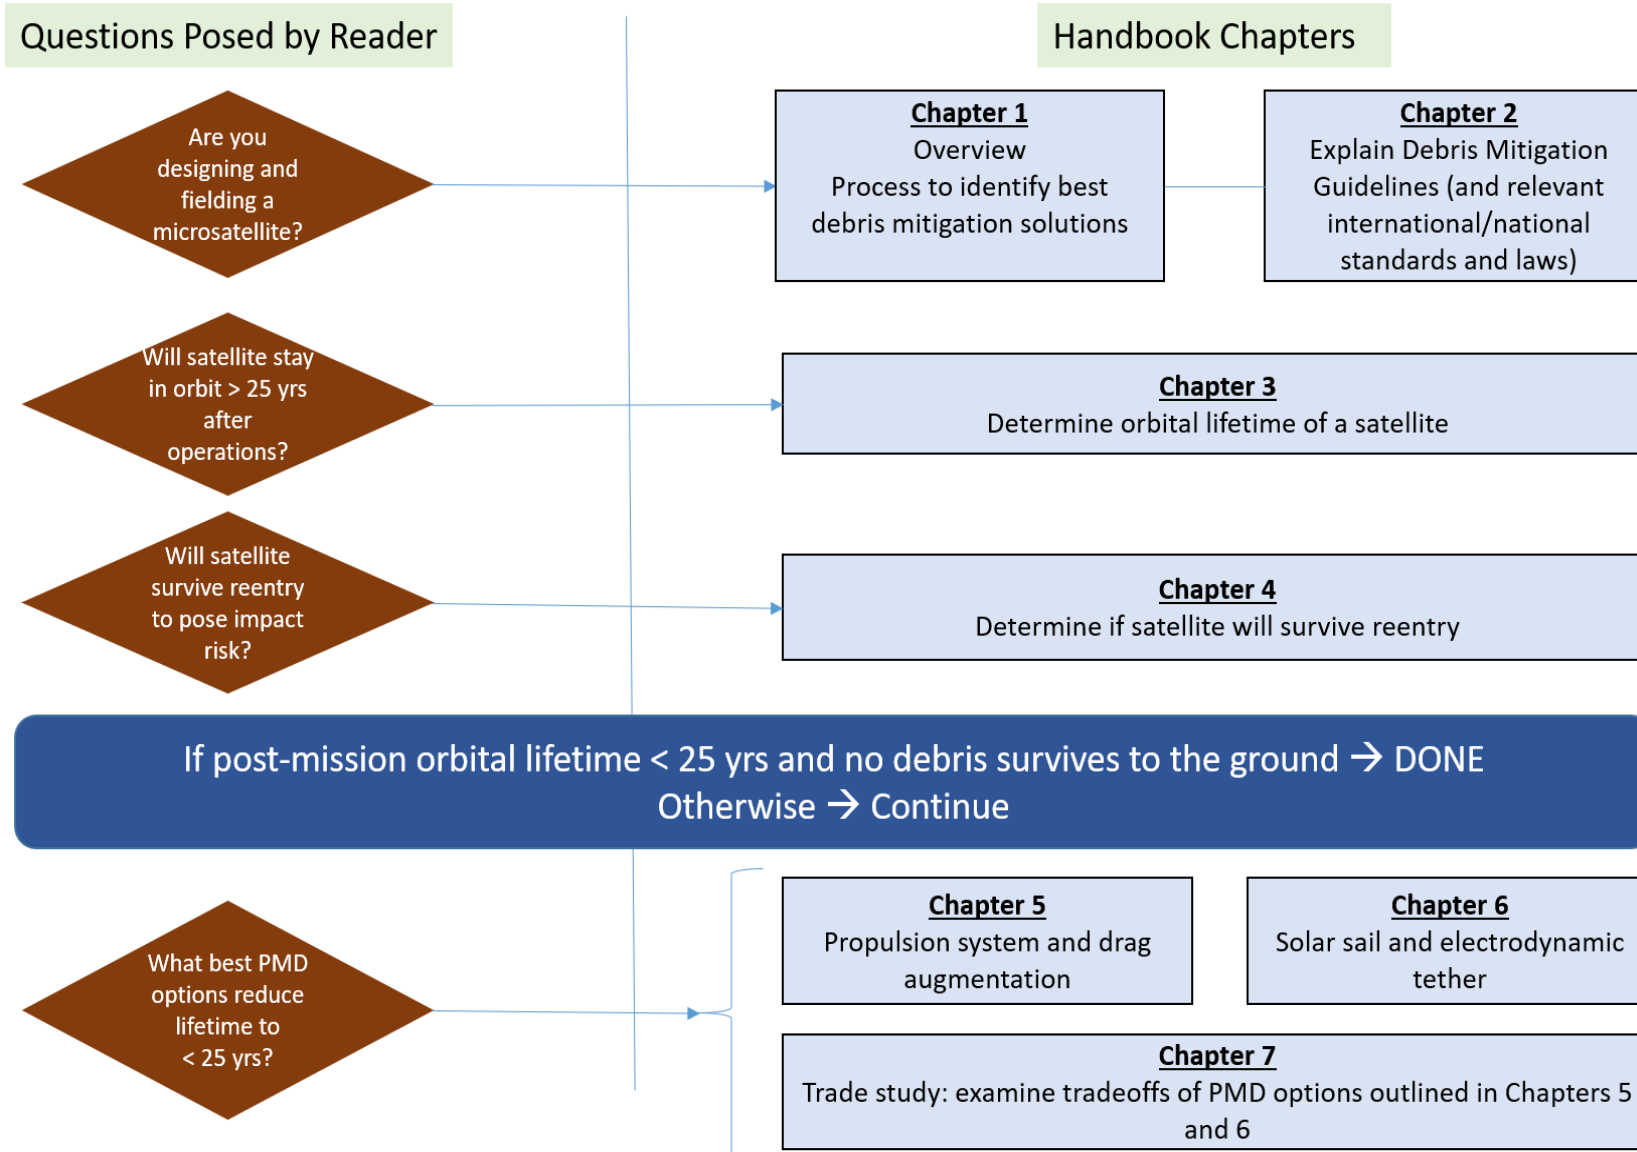 Questions Posed by Reader
Handbook Chapters
Are you
designing and
fielding a
microsatellite?
Chapter 1
Overview
Process to identify best
debris mitigation solutions
Chapter 2
Explain Debris Mitigation
Guidelines (and relevant
international/national
standards and laws)
Will satellite stay
in orbit > 25 yrs
after
operations?
Chapter 3
Determine orbital lifetime of a satellite
Will satellite
survive reentry
to pose impact
risk?
Chapter 4
Determine if satellite will survive reentry
If post-mission orbital lifetime < 25 yrs and no debris survives to the ground → DONE
Otherwise → Continue
What best PMD
options reduce
lifetime to
< 25 yrs?
Chapter 5
Propulsion system and drag
augmentation
Chapter 6
Solar sail and electrodynamic
tether
Chapter 7
Trade study: examine tradeoffs of PMD options outlined in Chapters 5
and 6